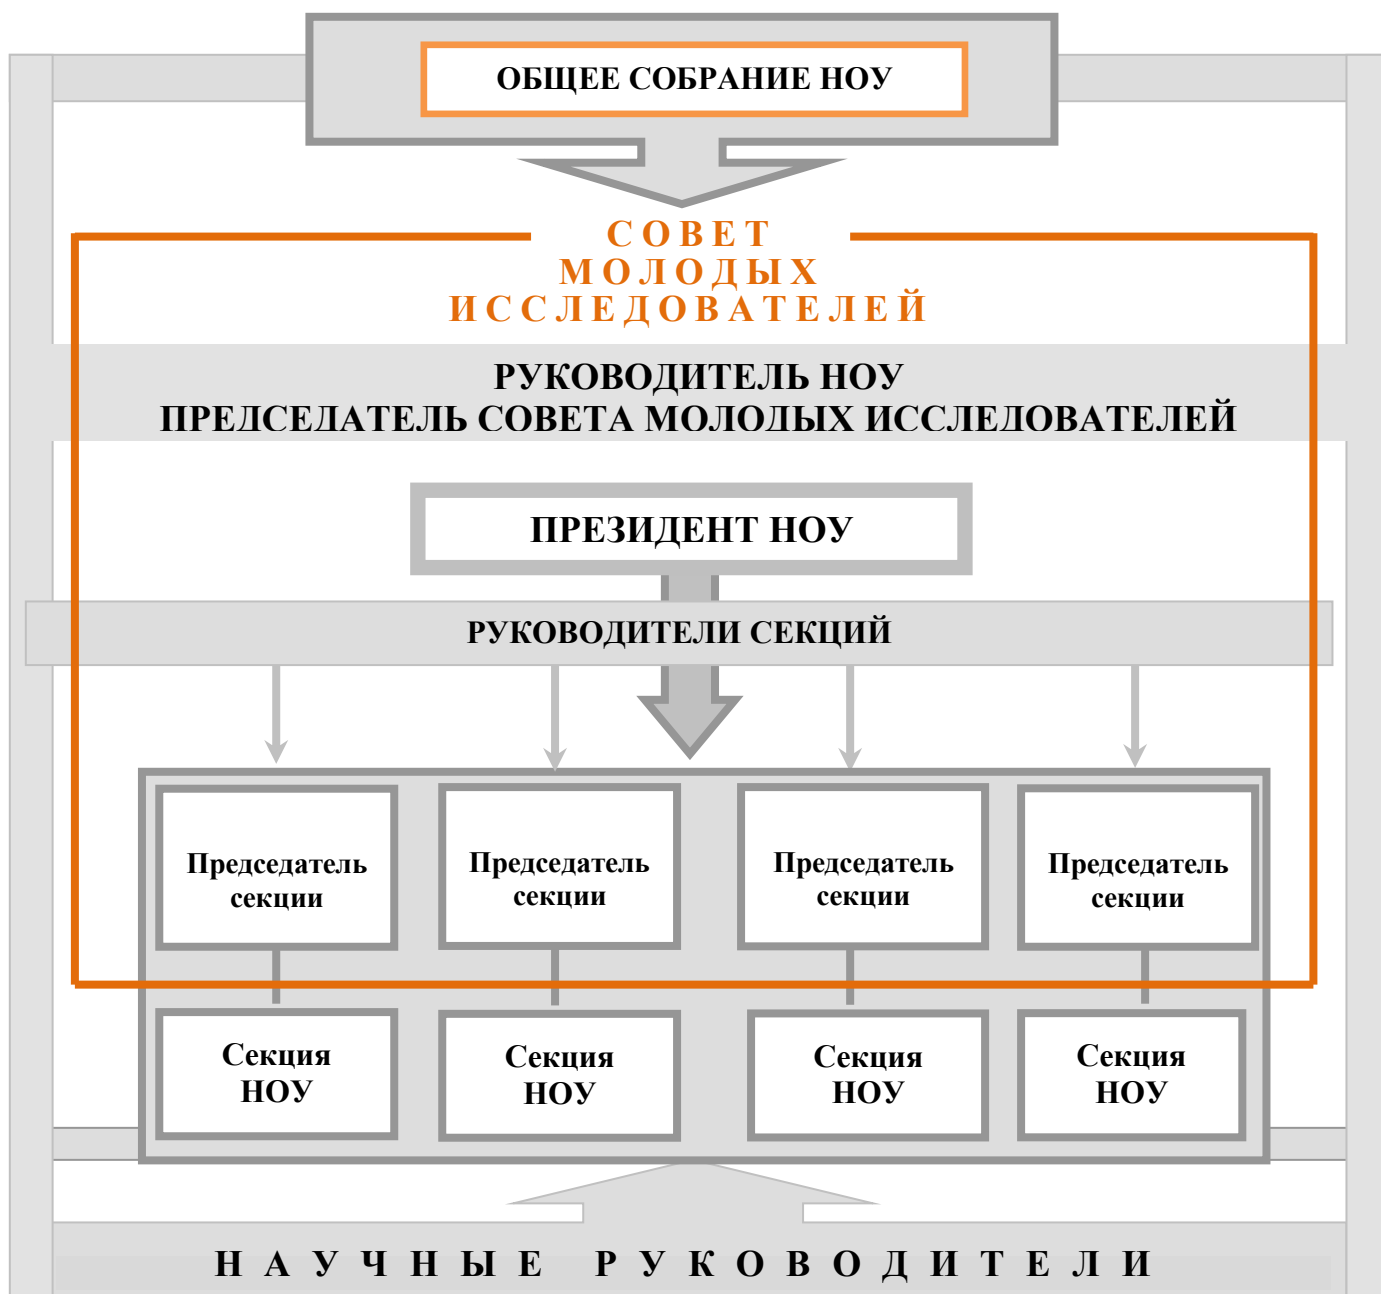 ОБЩЕЕ СОБРАНИЕ НОУ
СОВЕТ
МОЛОДЫХ
ИССЛЕДОВАТЕЛЕЙ
РУКОВОДИТЕЛЬ НОУ
ПРЕДСЕДАТЕЛЬ СОВЕТА МОЛОДЫХ ИССЛЕДОВАТЕЛЕЙ
ПРЕЗИДЕНТ НОУ
РУКОВОДИТЕЛИ СЕКЦИЙ
Председатель
секции
Председатель
секции
Председатель
секции
Председатель
секции
Секция
НОУ
Секция
НОУ
Секция
НОУ
Секция
НОУ
НАУЧНЫЕ РУКОВОДИТЕЛИ